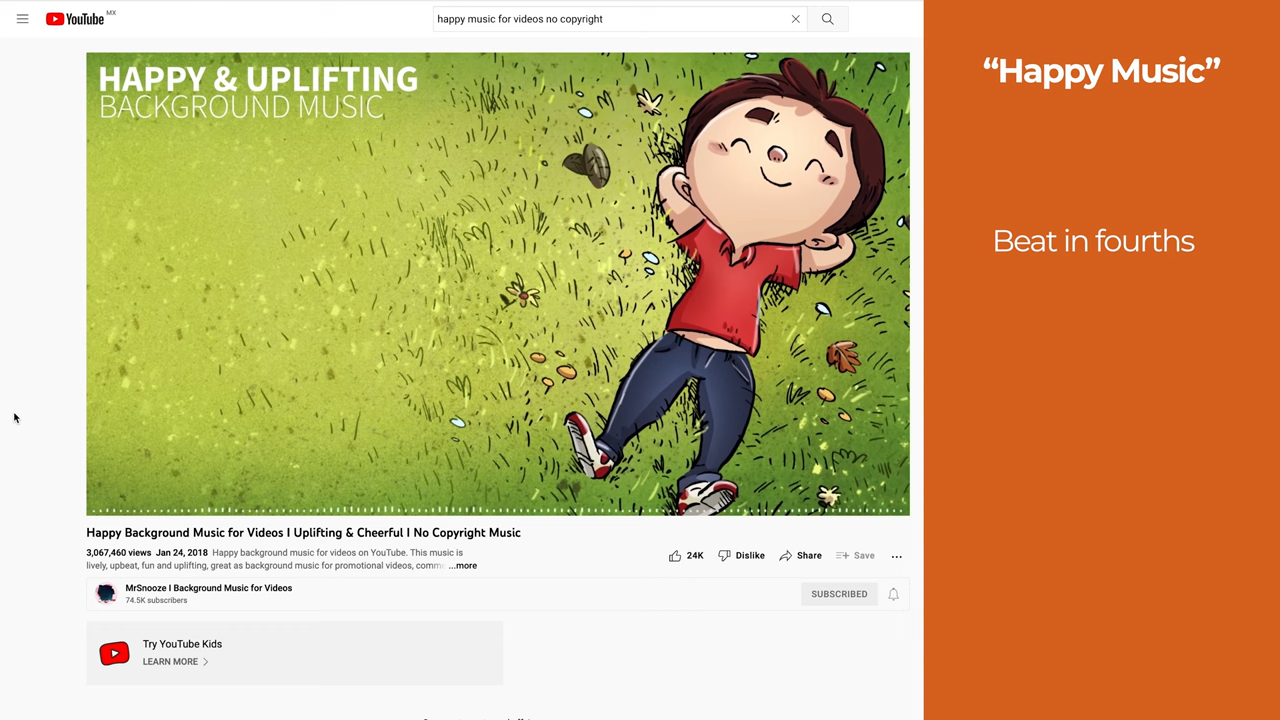 YouTube MX
happy music for videos no copyright
HAPPY & UPLIFTING
BACKGROUND MUSIC
Happy Background Music for Videos I Uplifting & Cheerful I No Copyright Music
3,067,460 views Jan 24, 2018 Happy background music for videos on YouTube. This music is
lively, upbeat, fun and uplifting, great as background music for promotional videos, comme ...more
24K Dislike Share Save
MrSnooze I Background Music for Videos
74.5K subscribers
SUBSCRIBED
Try YouTube Kids
LEARN MORE
“Happy Music”
Beat in fourths